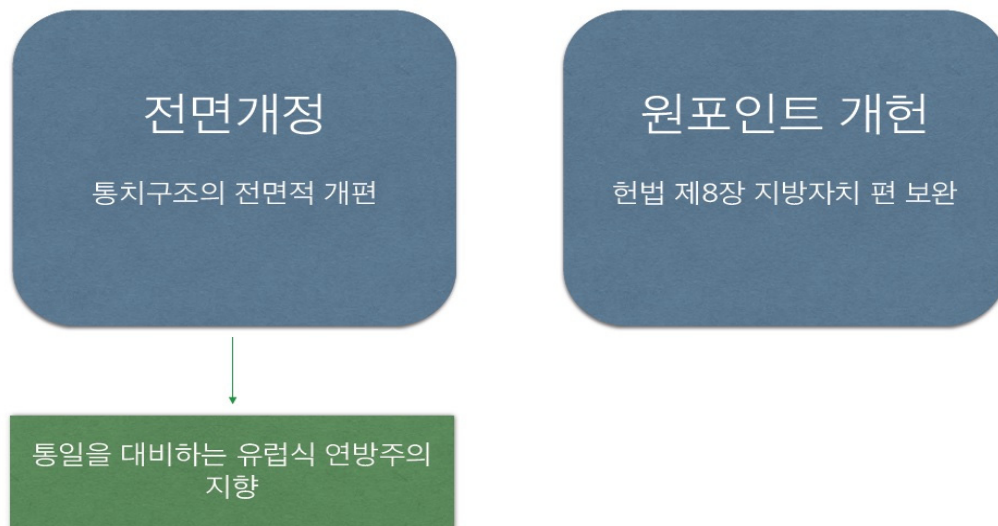 전면개정
통치구조의 전면적 개편
원포인트 개헌
헌법 제8장 지방자치 편 보완
통일을 대비하는 유럽식 연방주의
지향